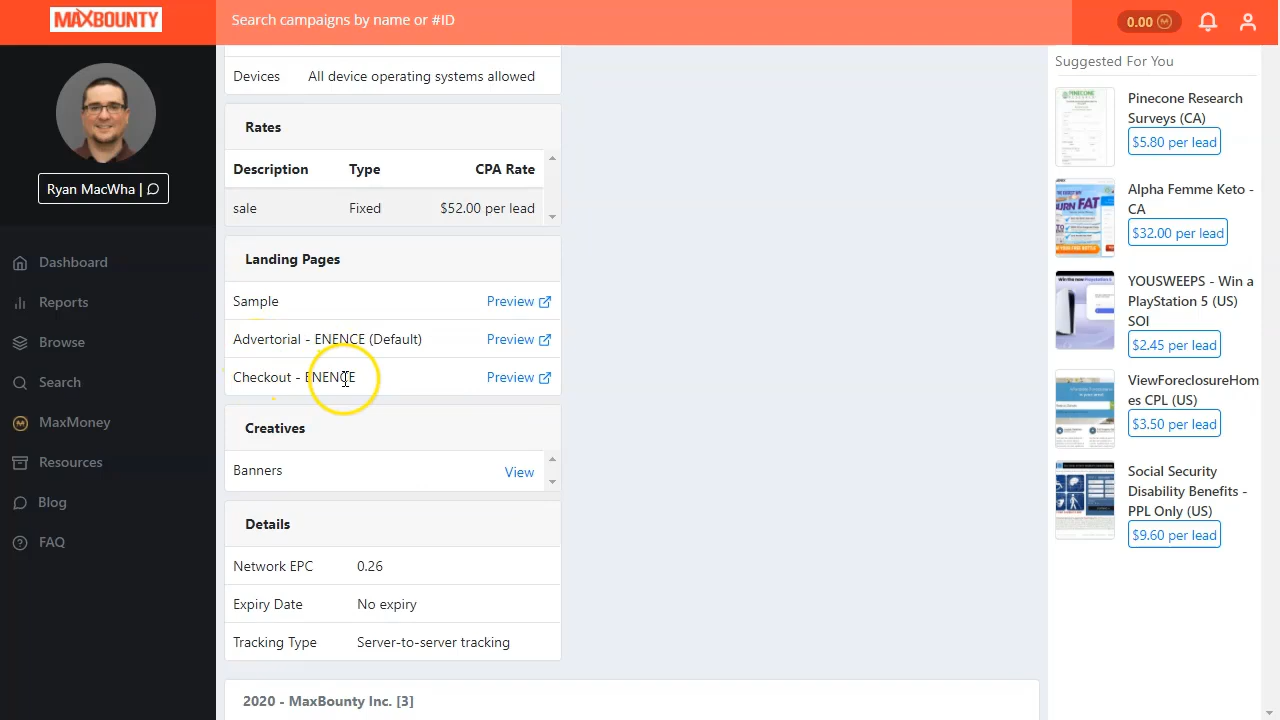 MAXBOUNTY
Search campaigns by name or #ID
0.00
Ryan MacWha |
Dashboard
Reports
Browse
Search
MaxMoney
Resources
Blog
FAQ
Devices All device operating systems allowed
Rates
Description Type CPA Rate
sale per lead
Landing Pages
Sample Preview
Advertorial - ENENCE (Default) Preview
Checkout - ENENCE Preview
Creatives
Banners View
Details
Network EPC 0.26
Expiry Date No expiry
Tracking Type Server-to-server tracking
2020 - MaxBounty Inc. [3]
Suggested For You
PINECONE
Pinecone Research
Surveys (CA)
$5.80 per lead
BURN FAT
Alpha Femme Keto -
CA
$32.00 per lead
YOUSWEEPS - Win a
PlayStation 5 (US)
SOI
$2.45 per lead
ViewForeclosureHom
es CPL (US)
$3.50 per lead
Social Security
Disability Benefits -
PPL Only (US)
$9.60 per lead